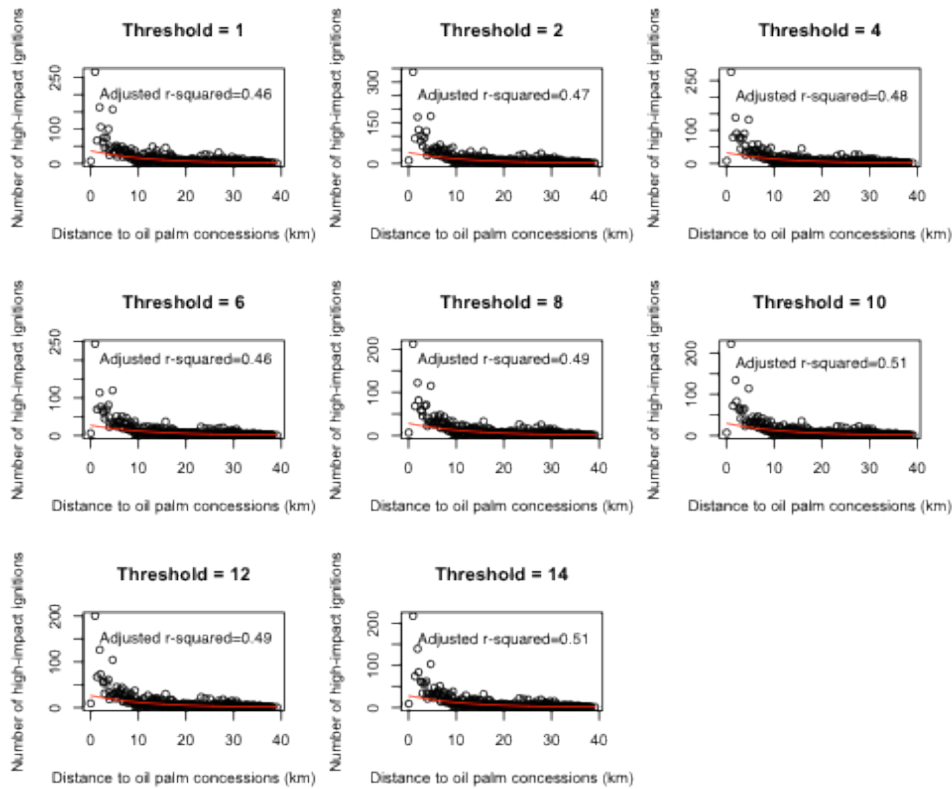 Threshold = 1
Number of high-impact ignitions
250
100
0
Adjusted r-squared=0.46
0 10 20 30 40
Distance to oil palm concessions (km)
Threshold = 2
Number of high-impact ignitions
300
150
0
Adjusted r-squared=0.47
0 10 20 30 40
Distance to oil palm concessions (km)
Threshold = 4
Number of high-impact ignitions
250
100
0
Adjusted r-squared=0.48
0 10 20 30 40
Distance to oil palm concessions (km)
Threshold = 6
Number of high-impact ignitions
250
100
0
Adjusted r-squared=0.46
0 10 20 30 40
Distance to oil palm concessions (km)
Threshold = 8
Number of high-impact ignitions
200
100
0
Adjusted r-squared=0.49
0 10 20 30 40
Distance to oil palm concessions (km)
Threshold = 10
Number of high-impact ignitions
200
100
0
Adjusted r-squared=0.51
0 10 20 30 40
Distance to oil palm concessions (km)
Threshold = 12
Number of high-impact ignitions
200
100
0
Adjusted r-squared=0.49
0 10 20 30 40
Distance to oil palm concessions (km)
Threshold = 14
Number of high-impact ignitions
200
100
0
Adjusted r-squared=0.51
0 10 20 30 40
Distance to oil palm concessions (km)